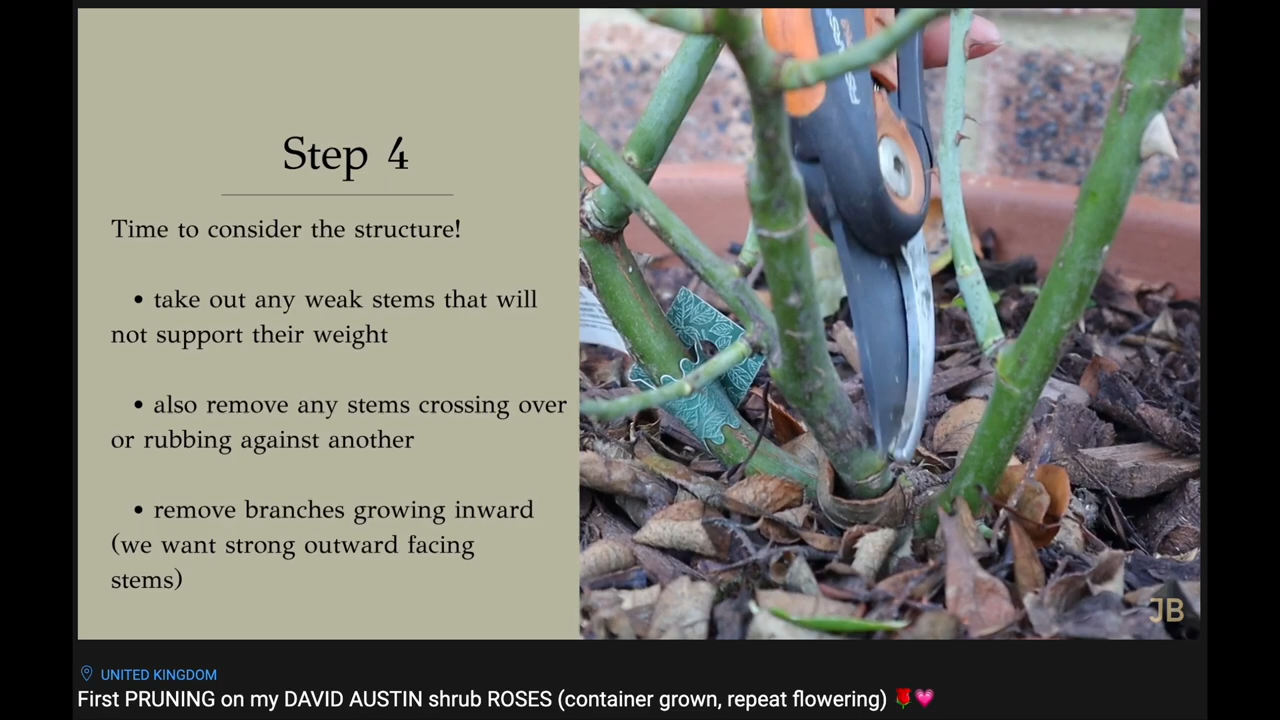 Step 4
Time to consider the structure!
• take out any weak stems that will
not support their weight
• also remove any stems crossing over
or rubbing against another
• remove branches growing inward
(we want strong outward facing
stems)
FISKARS
JB
UNITED KINGDOM
First PRUNING on my DAVID AUSTIN shrub ROSES (container grown, repeat flowering) 🌹💗